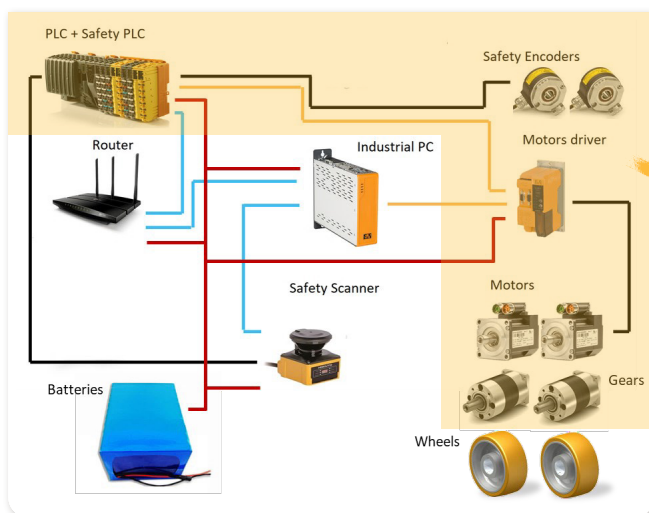 PLC + Safety PLC
Safety Encoders
Router
Industrial PC
Motors driver
Safety Scanner
Motors
Batteries
Gears
Wheels